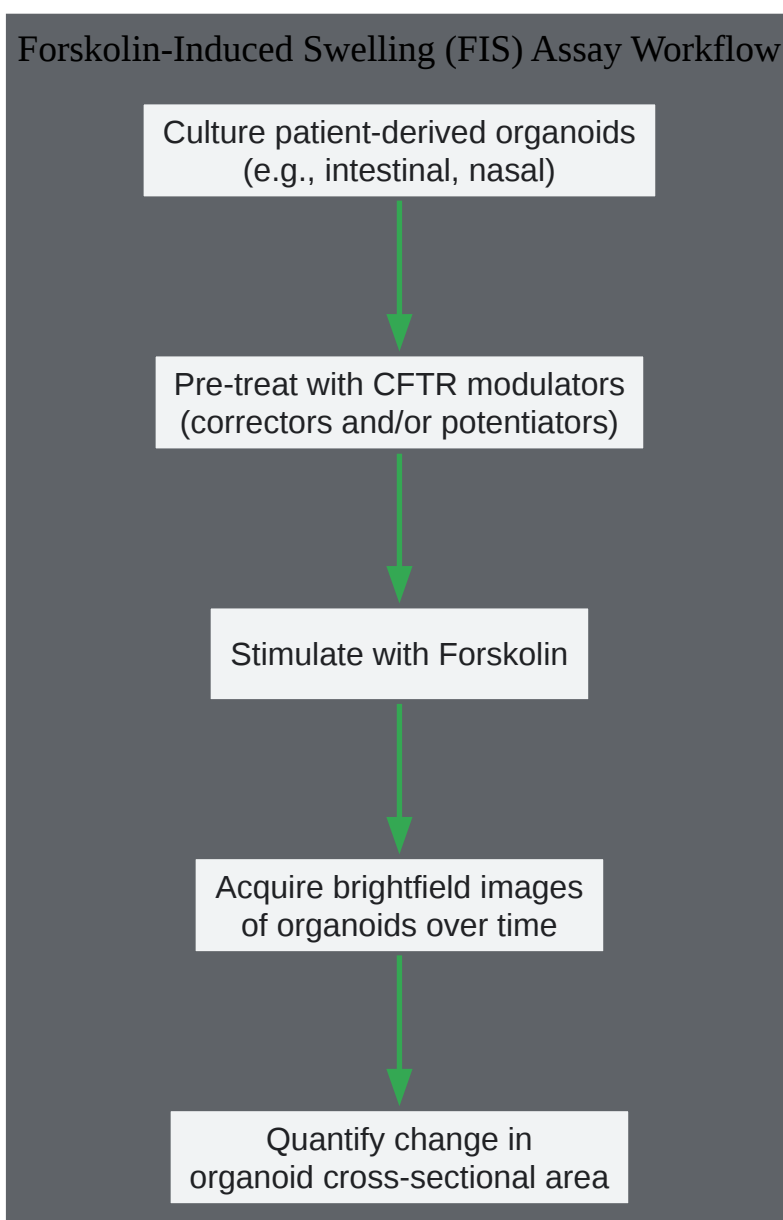 Forskolin-Induced Swelling (FIS) Assay Workflow
Culture patient-derived organoids
(e.g., intestinal, nasal)
Pre-treat with CFTR modulators
(correctors and/or potentiators)
Stimulate with Forskolin
Acquire brightfield images
of organoids over time
Quantify change in
organoid cross-sectional area